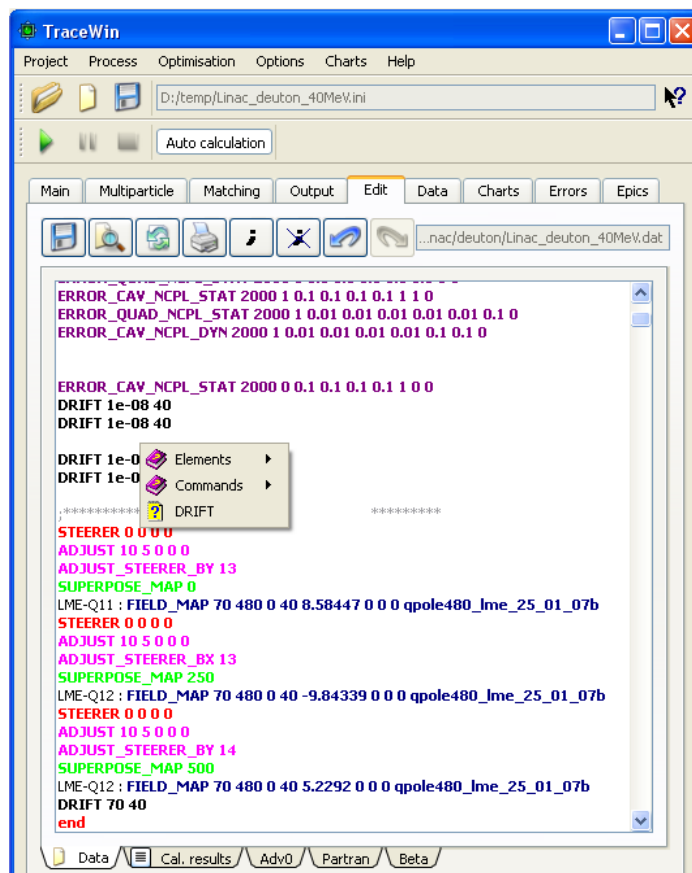 TraceWin
Project Process Optimisation Options Charts Help
D:/temp/Linac_deuton_40MeV.ini
Auto calculation
Main Multiparticle Matching Output Edit Data Charts Errors Epics
...nac/deuton/Linac_deuton_40MeV.dat
ERROR_CAV_NCPL_STAT 2000 1 0.1 0.1 0.1 0.1 1 1 0
ERROR_QUAD_NCPL_STAT 2000 1 0.01 0.01 0.01 0.01 0.01 0.1 0
ERROR_CAV_NCPL_DYN 2000 1 0.01 0.01 0.01 0.01 0.1 0.1 0
ERROR_CAV_NCPL_STAT 2000 0 0.1 0.1 0.1 0.1 1 0 0
DRIFT 1e-08 40
DRIFT 1e-08 40
DRIFT 1e-0
DRIFT 1e-0
Elements
Commands
DRIFT
;*********** *********
STEERER 0 0 0 0
ADJUST 10 5 0 0 0
ADJUST_STEERER_BY 13
SUPERPOSE_MAP 0
LME-Q11 : FIELD_MAP 70 480 0 40 8.58447 0 0 0 qpole480_lme_25_01_07b
STEERER 0 0 0 0
ADJUST 10 5 0 0 0
ADJUST_STEERER_BX 13
SUPERPOSE_MAP 250
LME-Q12 : FIELD_MAP 70 480 0 40 -9.84339 0 0 0 qpole480_lme_25_01_07b
STEERER 0 0 0 0
ADJUST 10 5 0 0 0
ADJUST_STEERER_BY 14
SUPERPOSE_MAP 500
LME-Q12 : FIELD_MAP 70 480 0 40 5.2292 0 0 0 qpole480_lme_25_01_07b
DRIFT 70 40
end
Data Cal. results Adv0 Partran Beta